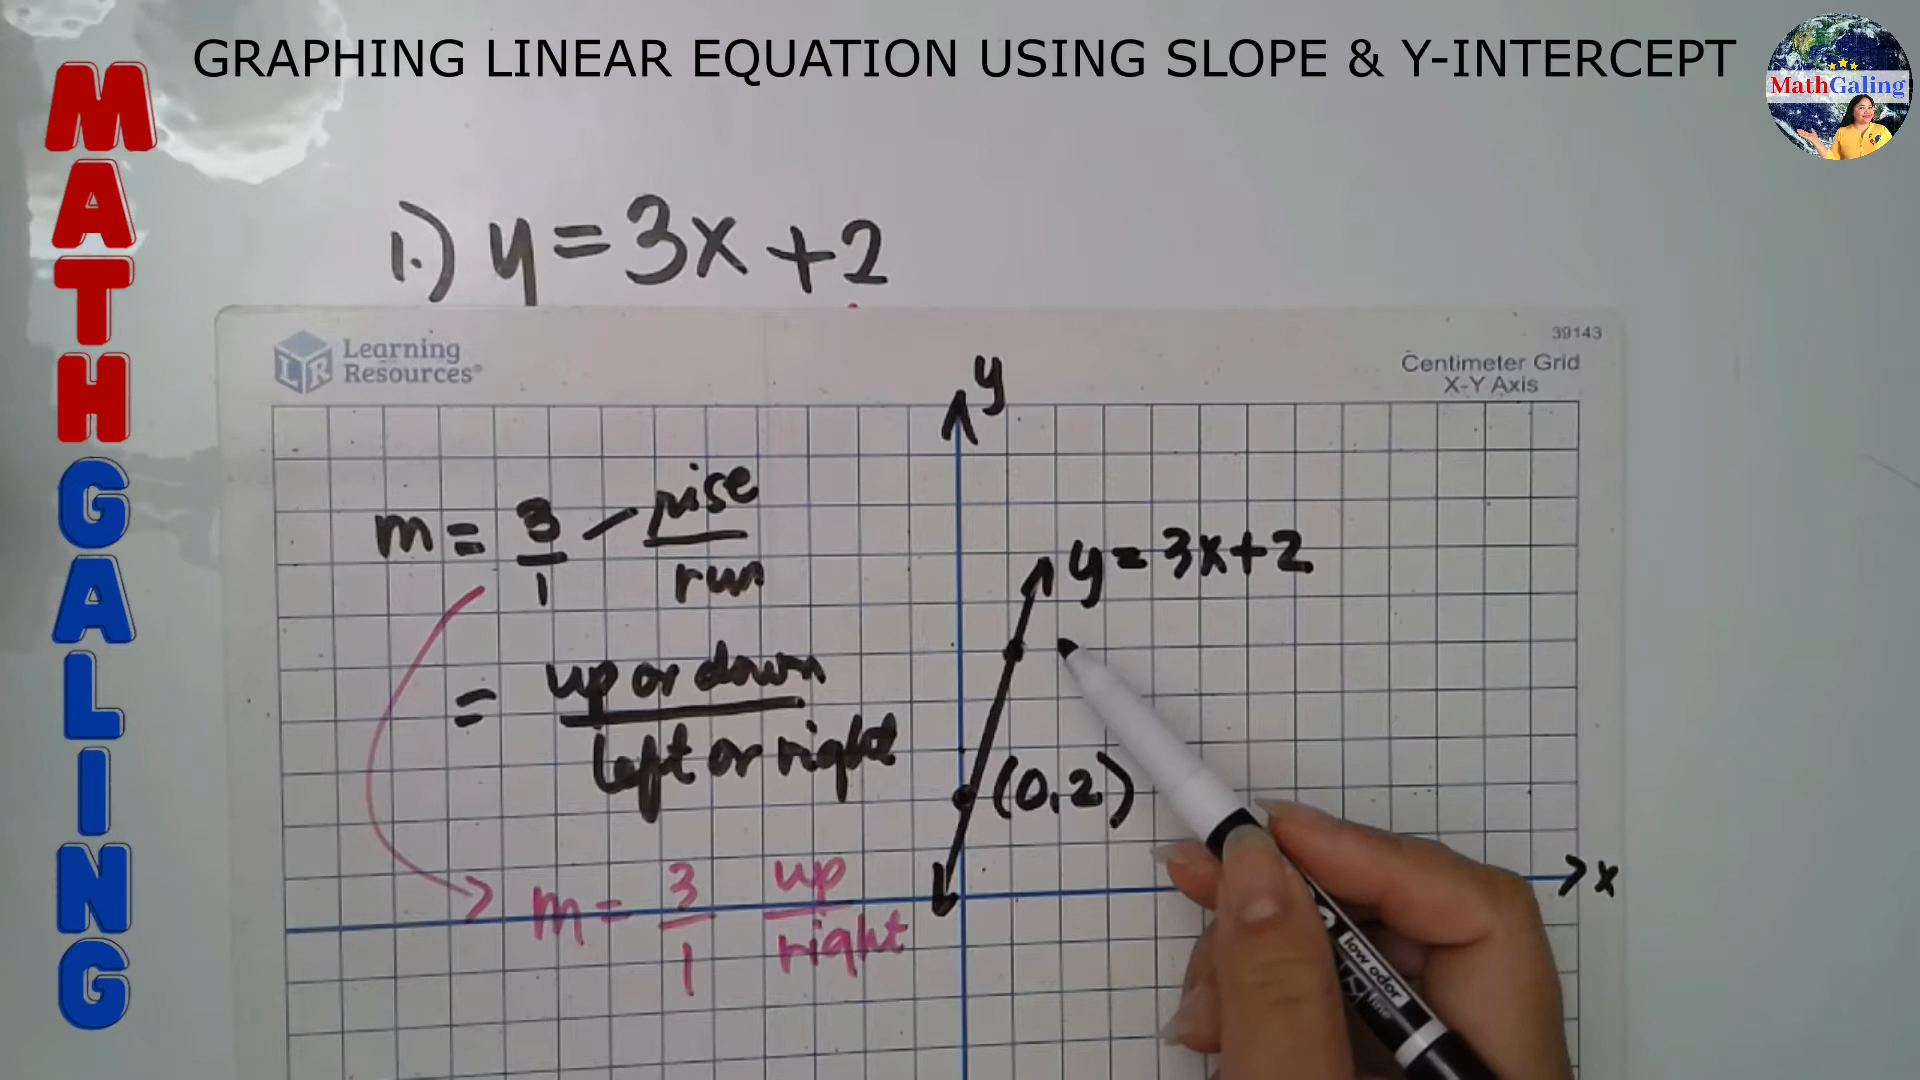 GRAPHING LINEAR EQUATION USING SLOPE & Y-INTERCEPT
MathGaling
MATH GALING
1.) y = 3x + 2
Learning
Resources®
39143
Centimeter Grid
X-Y Axis
y
m = 3/1 - rise/run
y = 3x + 2
= up or down/left or right
(0,2)
m = 3/1 up/right
x
low odor
fine